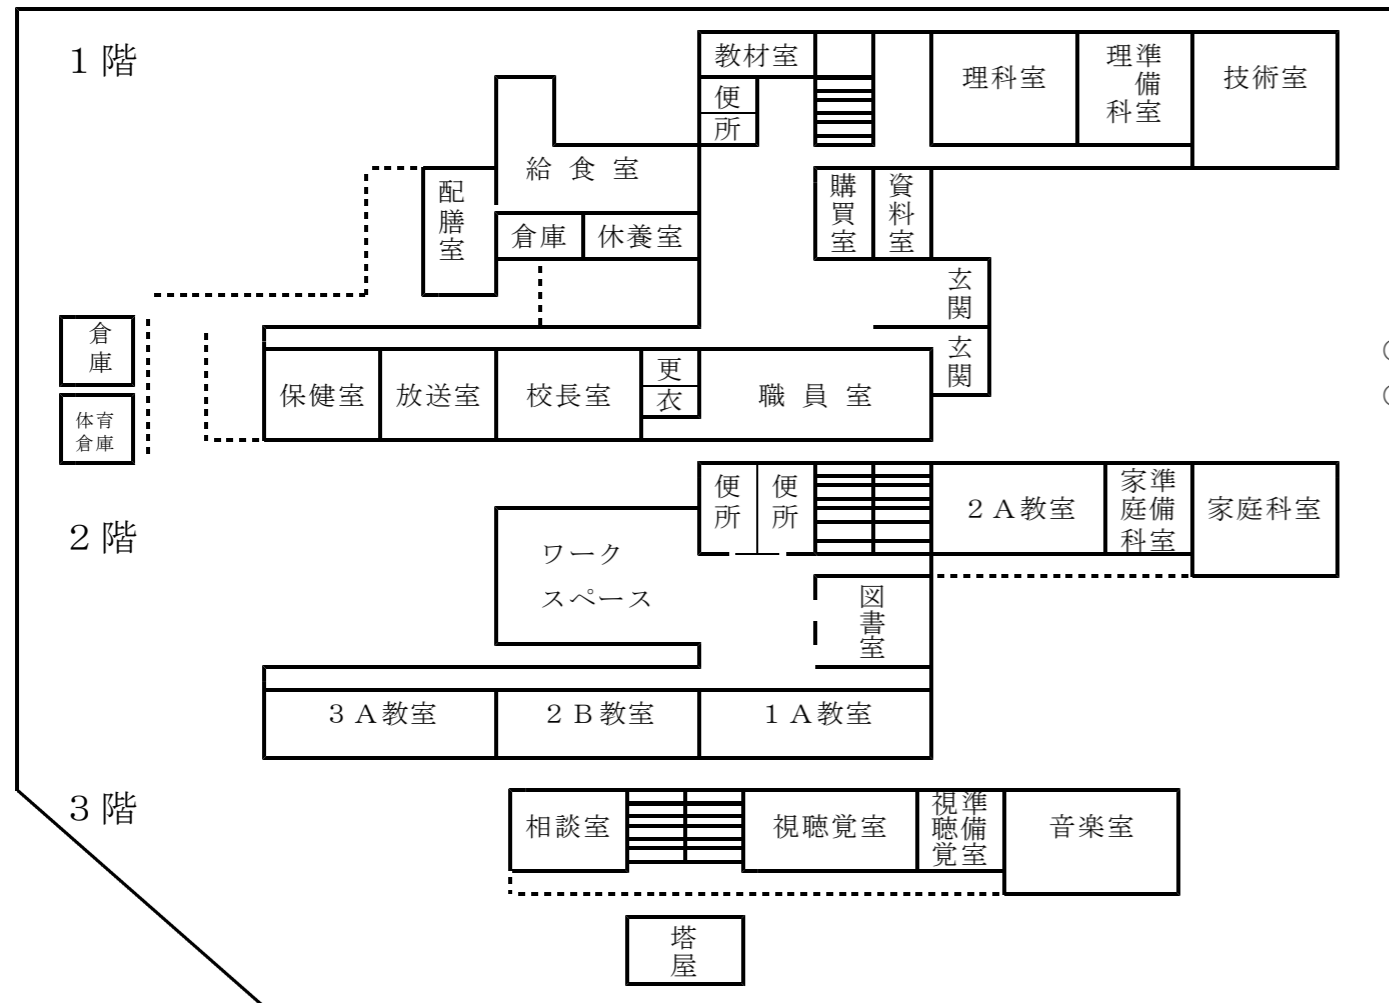 1階
教材室
便所
理科室
理科準備室
技術室
給食室
配膳室
倉庫
休養室
購買室
資料室
玄関
玄関
倉庫
体育
倉庫
保健室
放送室
校長室
更衣
職員室
2階
便所
便所
2A教室
家庭科準備室
家庭科室
ワーク
スペース
図書室
3A教室
2B教室
1A教室
3階
相談室
視聴覚室
視聴覚準備室
音楽室
塔屋